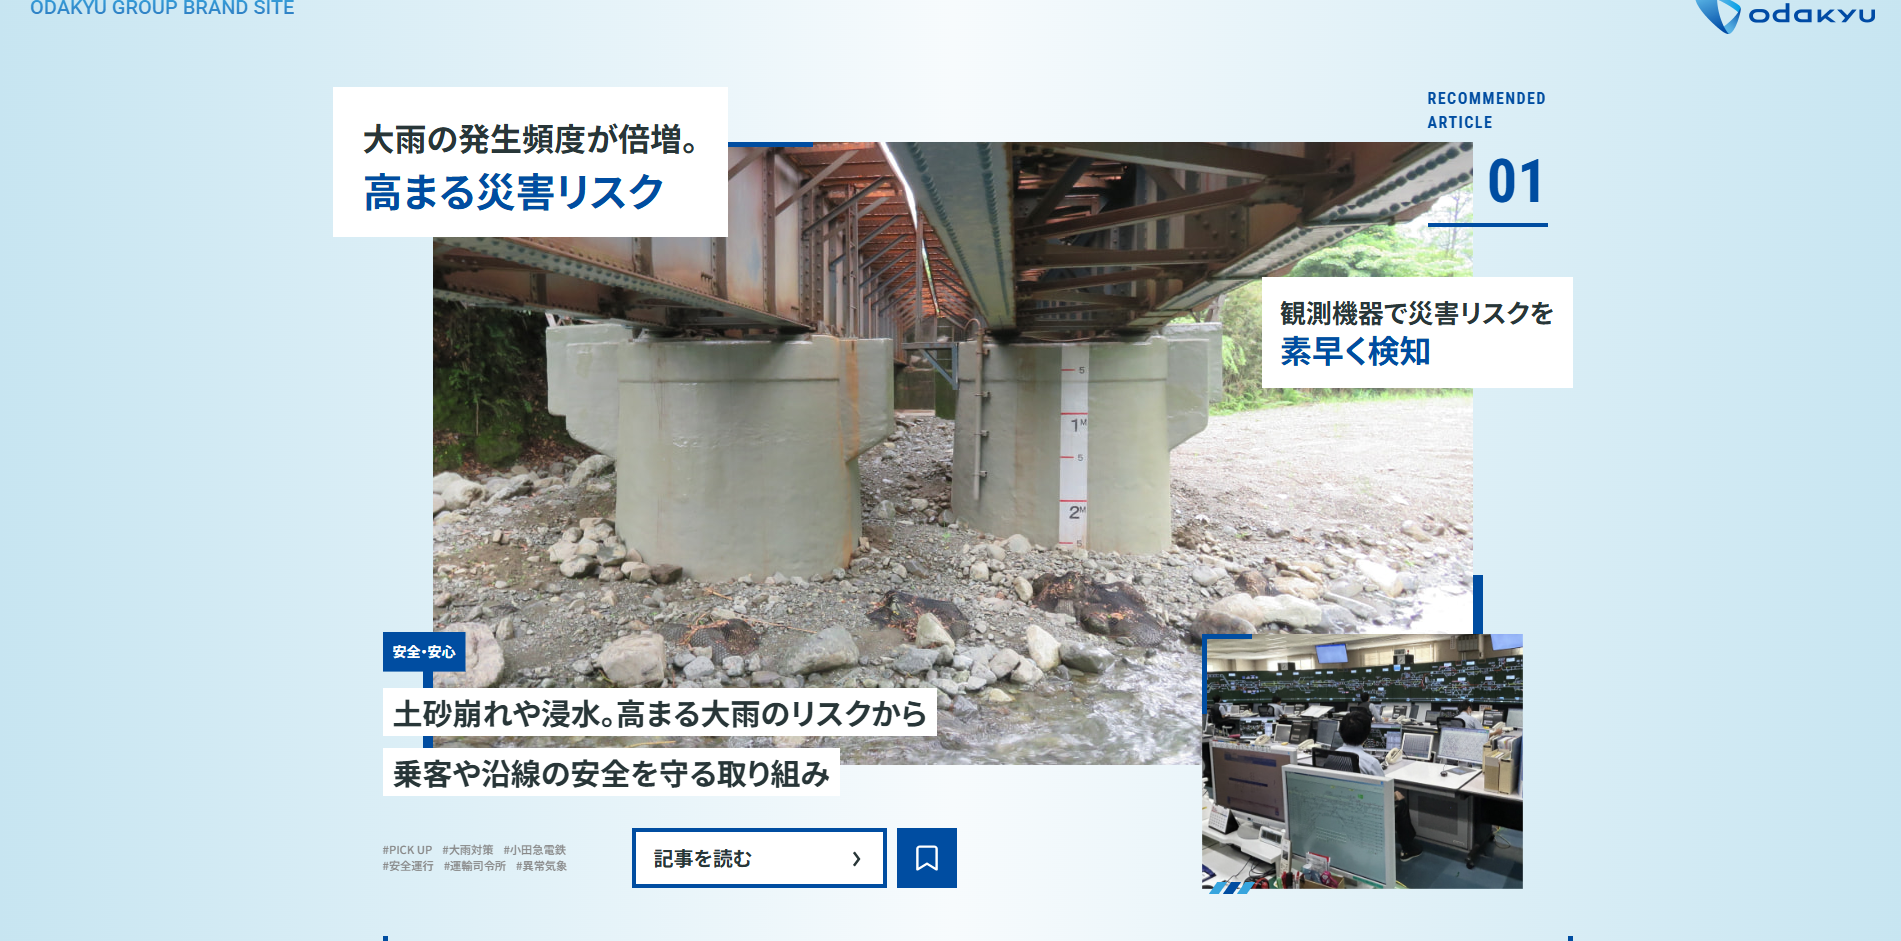 ODAKYU GROUP BRAND SITE
odakyu
大雨の発生頻度が倍増。
高まる災害リスク
RECOMMENDED
ARTICLE
01
観測機器で災害リスクを
素早く検知
5
1M
5
2M
5
安全・安心
土砂崩れや浸水。高まる大雨のリスクから
乗客や沿線の安全を守る取り組み
#PICK UP #大雨対策 #小田急電鉄
#安全運行 #運輸司令所 #異常気象
記事を読む